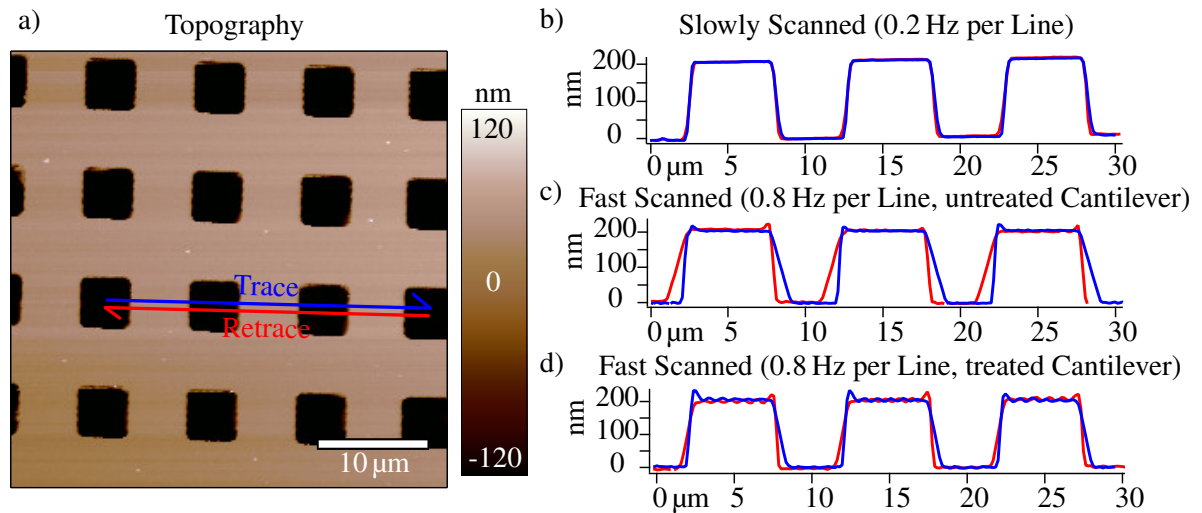 a)
Topography
Trace
Retrace
10 µm
nm
120
0
-120
b)
Slowly Scanned (0.2 Hz per Line)
nm
200
100
0
0 µm 5 10 15 20 25 30
c)
Fast Scanned (0.8 Hz per Line, untreated Cantilever)
nm
200
100
0
0 µm 5 10 15 20 25 30
d)
Fast Scanned (0.8 Hz per Line, treated Cantilever)
nm
200
100
0
0 µm 5 10 15 20 25 30